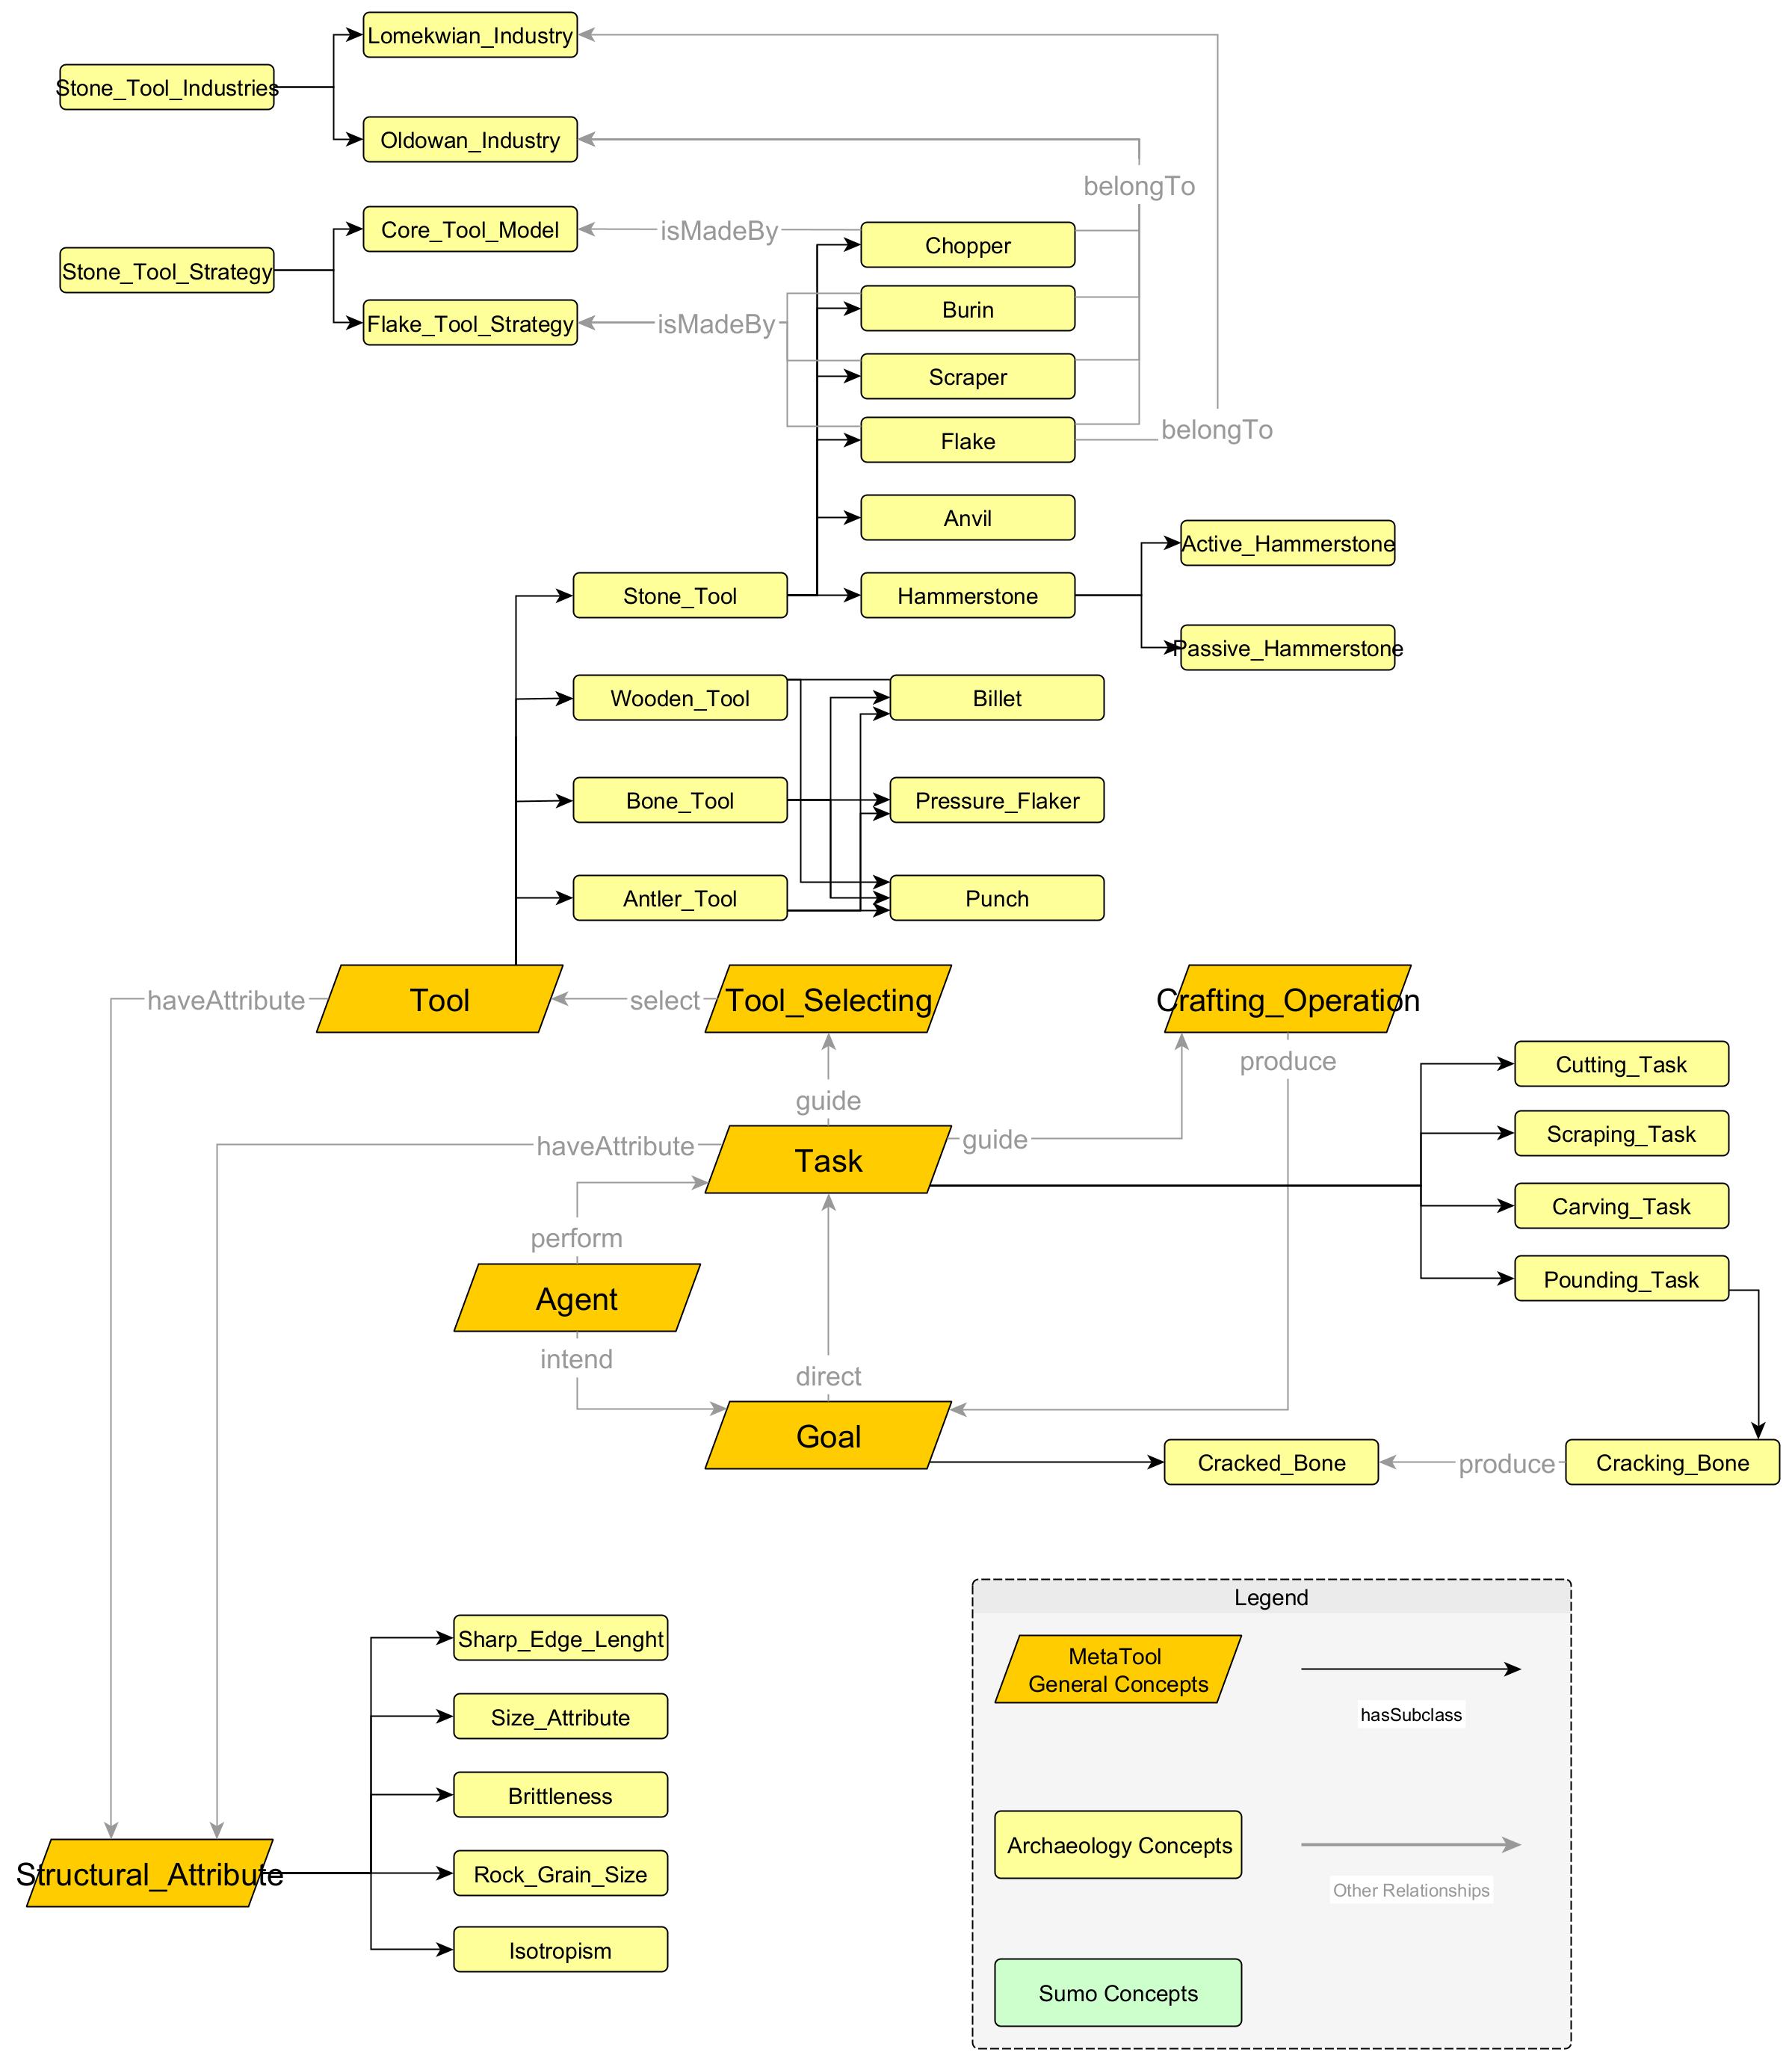 Lomekwian_Industry
Stone_Tool_Industries
Oldowan_Industry
belongTo
Core_Tool_Model
isMadeBy
Chopper
Stone_Tool_Strategy
Burin
Flake_Tool_Strategy
isMadeBy
Scraper
Flake
belongTo
Anvil
Active_Hammerstone
Stone_Tool
Hammerstone
Passive_Hammerstone
Wooden_Tool
Billet
Bone_Tool
Pressure_Flaker
Antler_Tool
Punch
haveAttribute
Tool
select
Tool_Selecting
Crafting_Operation
produce
Cutting_Task
guide
Scraping_Task
haveAttribute
Task
guide
Carving_Task
perform
Pounding_Task
Agent
intend
direct
Goal
Cracked_Bone
produce
Cracking_Bone
Legend
Sharp_Edge_Lenght
MetaTool
General Concepts
hasSubclass
Size_Attribute
Brittleness
Archaeology Concepts
Structural_Attribute
Rock_Grain_Size
Other Relationships
Isotropism
Sumo Concepts